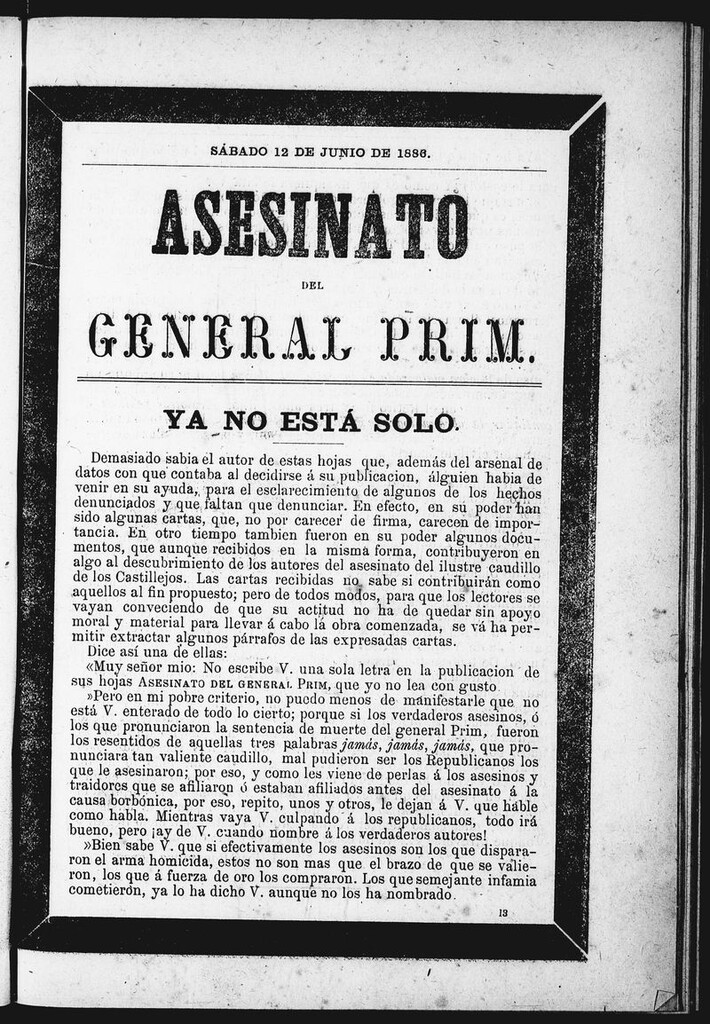 SÁBADO 12 DE JUNIO DE 1886.
ASESINATO
DEL
GENERAL PRIM.
YA NO ESTÁ SOLO.
Demasiado sabia el autor de estas hojas que, además del arsenal de
datos con que contaba al decidirse á su publicacion, álguien habia de
venir en su ayuda, para el esclarecimiento de algunos de los hechos
denunciados y que faltan que denunciar. En efecto, en su poder han
sido algunas cartas, que, no por carecer de firma, carecen de impor-
tancia. En otro tiempo tambien fueron en su poder algunos docu-
mentos, que aunque recibidos en la misma forma, contribuyeron en
algo al descubrimiento de los autores del asesinato del ilustre caudillo
de los Castillejos. Las cartas recibidas no sabe si contribuirán como
aquellos al fin propuesto; pero de todos modos, para que los lectores se
vayan conveciendo de que su actitud no ha de quedar sin apoyo
moral y material para llevar á cabo lá obra comenzada, se vá ha per-
mitir extractar algunos párrafos de las expresadas cartas.
Dice así una de ellas:
«Muy señor mio: No escribe V. una sola letra en la publicacion de
sus hojas ASESINATO DEL GENERAL PRIM, que yo no lea con gusto
»Pero en mi pobre criterio, no puedo menos de manifestarle que no
está V. enterado de todo lo cierto; porque si los verdaderos asesinos, ó
los que pronunciaron la sentencia de muerte del general Prim, fueron
los resentidos de aquellas tres palabras jamás, jamás, jamás, que pro-
nunciara tan valiente caudillo, mal pudieron ser los Republicanos los
que le asesinaron; por eso, y como les viene de perlas á los asesinos y
traidores que se afiliaron ó estaban afiliados antes del asesinato á la
causa borbónica, por eso, repito, unos y otros, le dejan á V. que hable
como habla. Mientras vaya V. culpando á los republicanos, todo irá
bueno, pero ¡ay de V. cuando nombre á los verdaderos autores!
»Bien sabe V. que si efectivamente los asesinos son los que dispara-
ron el arma homicida, estos no son mas que el brazo de que se valie-
ron, los que á fuerza de oro los compraron. Los que semejante infamia
cometieron, ya lo ha dicho V. aunque no los ha nombrado.
13